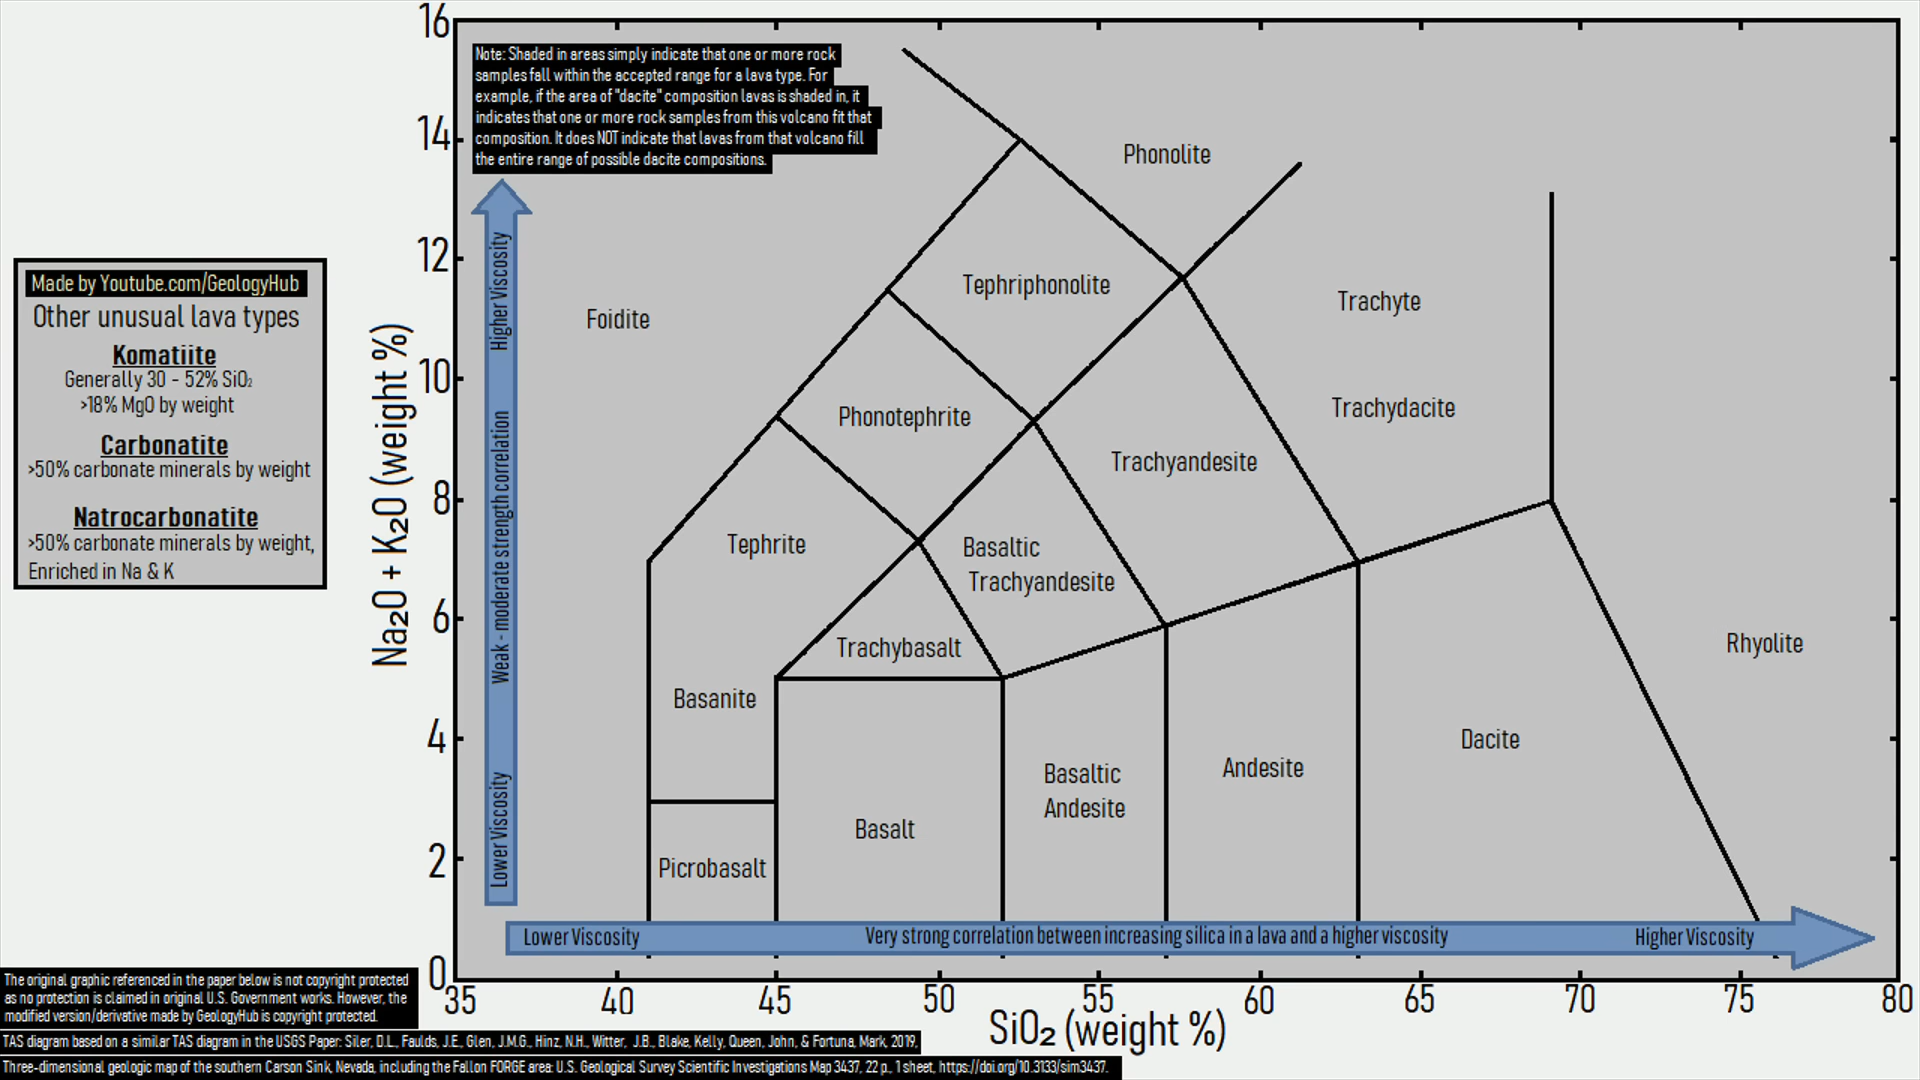 Note: Shaded in areas simply indicate that one or more rock
samples fall within the accepted range for a lava type. For
example, if the area of "dacite" composition lavas is shaded in, it
indicates that one or more rock samples from this volcano fit that
composition. It does NOT indicate that lavas from that volcano fill
the entire range of possible dacite compositions.
Made by Youtube.com/GeologyHub
Other unusual lava types
Komatiite
Generally 30 - 52% SiO₂
>18% MgO by weight
Carbonatite
>50% carbonate minerals by weight
Natrocarbonatite
>50% carbonate minerals by weight,
Enriched in Na & K
Na₂O + K₂O (weight %)
16
14
12
10
8
6
4
2
0
Higher Viscosity
Weak - moderate strength correlation
Lower Viscosity
Phonolite
Tephriphonolite
Foidite
Trachyte
Trachydacite
Phonotephrite
Trachyandesite
Tephrite
Basaltic
Trachyandesite
Trachybasalt
Rhyolite
Basanite
Dacite
Basaltic
Andesite
Andesite
Basalt
Picrobasalt
Lower Viscosity
Very strong correlation between increasing silica in a lava and a higher viscosity
Higher Viscosity
35
40
45
50
55
60
65
70
75
80
SiO₂ (weight %)
The original graphic referenced in the paper below is not copyright protected
as no protection is claimed in original U.S. Government works. However, the
modified version/derivative made by GeologyHub is copyright protected.
TAS diagram based on a similar TAS diagram in the USGS Paper: Siler, D.L., Faulds, J.E., Glen, J.M.G., Hinz, N.H., Witter, J.B., Blake, Kelly, Queen, John, & Fortuna, Mark, 2019,
Three-dimensional geologic map of the southern Carson Sink, Nevada, including the Fallon FORGE area: U.S. Geological Survey Scientific Investigations Map 3437, 22 p., 1 sheet, https://doi.org/10.3133/sim3437.